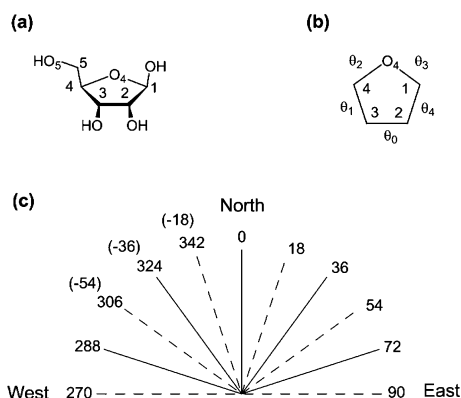 (a)
HO5
5
O4
OH
4
3
2
1
HO
OH
(b)
θ2
O4
θ3
4
1
θ1
3
2
θ4
θ0
(c)
North
(-18)
342
0
18
(-36)
324
36
(-54)
306
54
288
72
West
270
90
East